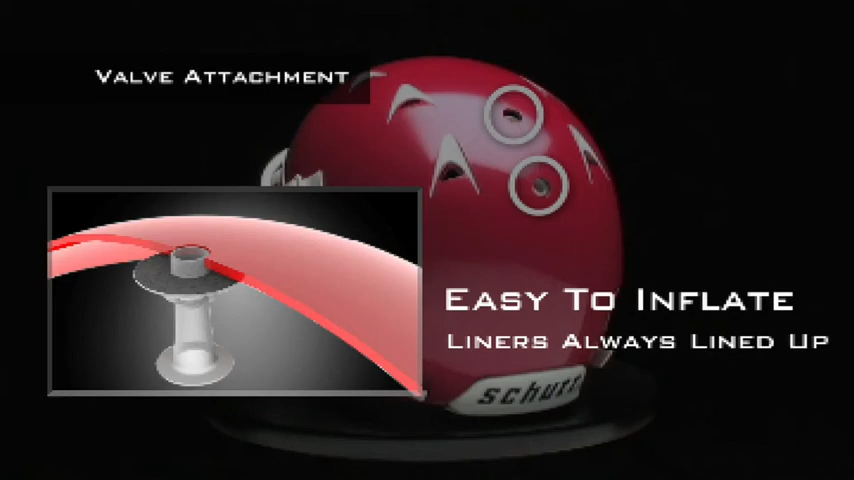 Valve Attachment
Easy To Inflate
Liners Always Lined Up
schutt